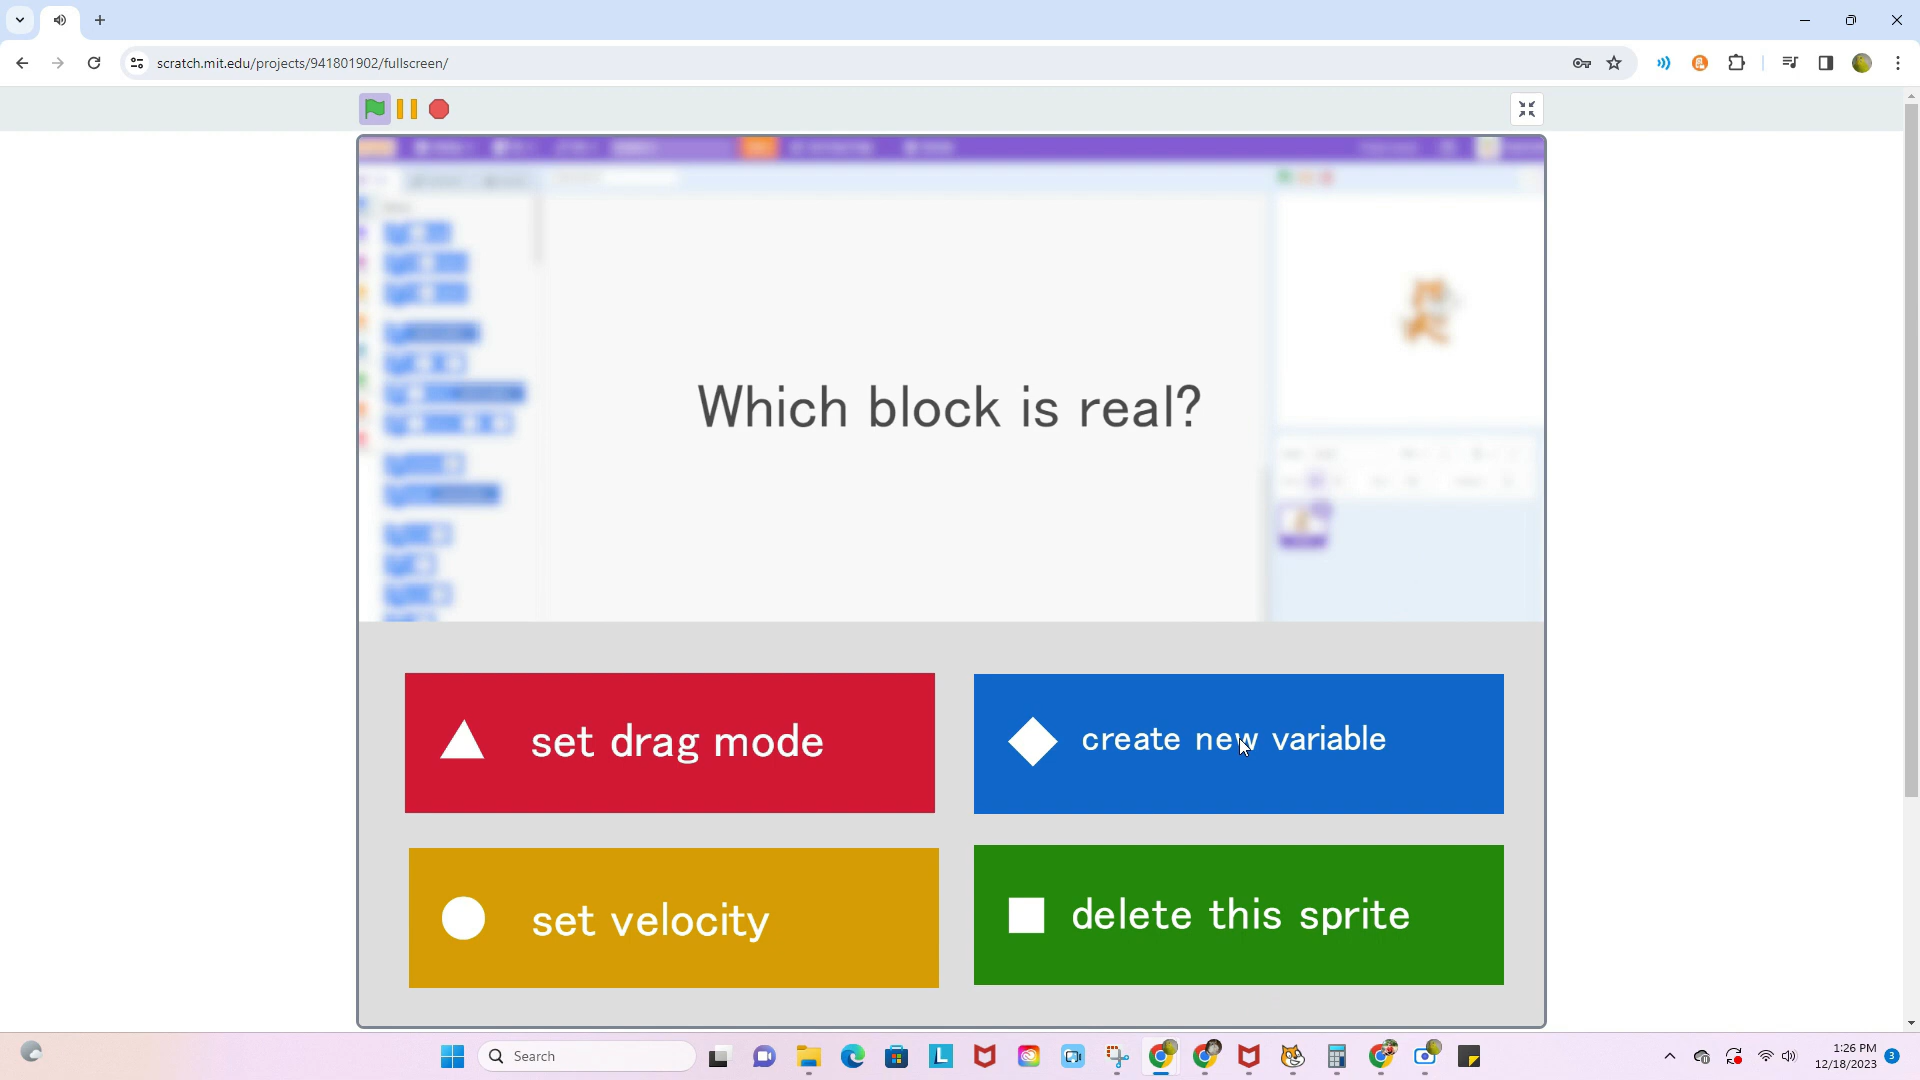 scratch.mit.edu/projects/941801902/fullscreen/
Which block is real?
set drag mode
create new variable
set velocity
delete this sprite
Search
1:26 PM
12/18/2023
3